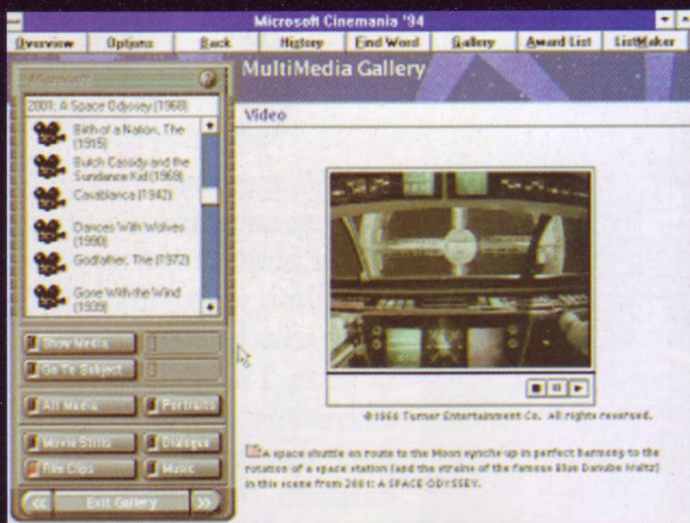 Microsoft Cinemania '94
Overview Options Back History Find Word Gallery Award List ListMaker
Microsoft
MultiMedia Gallery
2001: A Space Odyssey (1968)
Video
Birth of a Nation, The
(1915)
Butch Cassidy and the
Sundance Kid (1969)
Casablanca (1942)
Dances With Wolves
(1990)
Godfather, The (1972)
Gone With the Wind
(1939)
Show Media
Go To Subject
All Media Portraits
Movie Stills Dialogue
Film Clips Music
Exit Gallery
©1968 Turner Entertainment Co. All rights reserved.
A space shuttle en route to the Moon synchs up in perfect harmony to the
rotation of a space station (and the strains of the famous Blue Danube Waltz)
in this scene from 2001: A SPACE ODYSSEY.